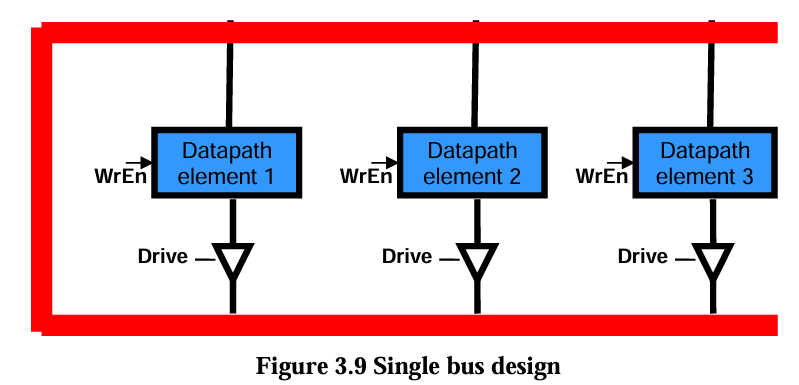 Datapath
element 1
WrEn
Drive
Datapath
element 2
WrEn
Drive
Datapath
element 3
WrEn
Drive
Figure 3.9 Single bus design